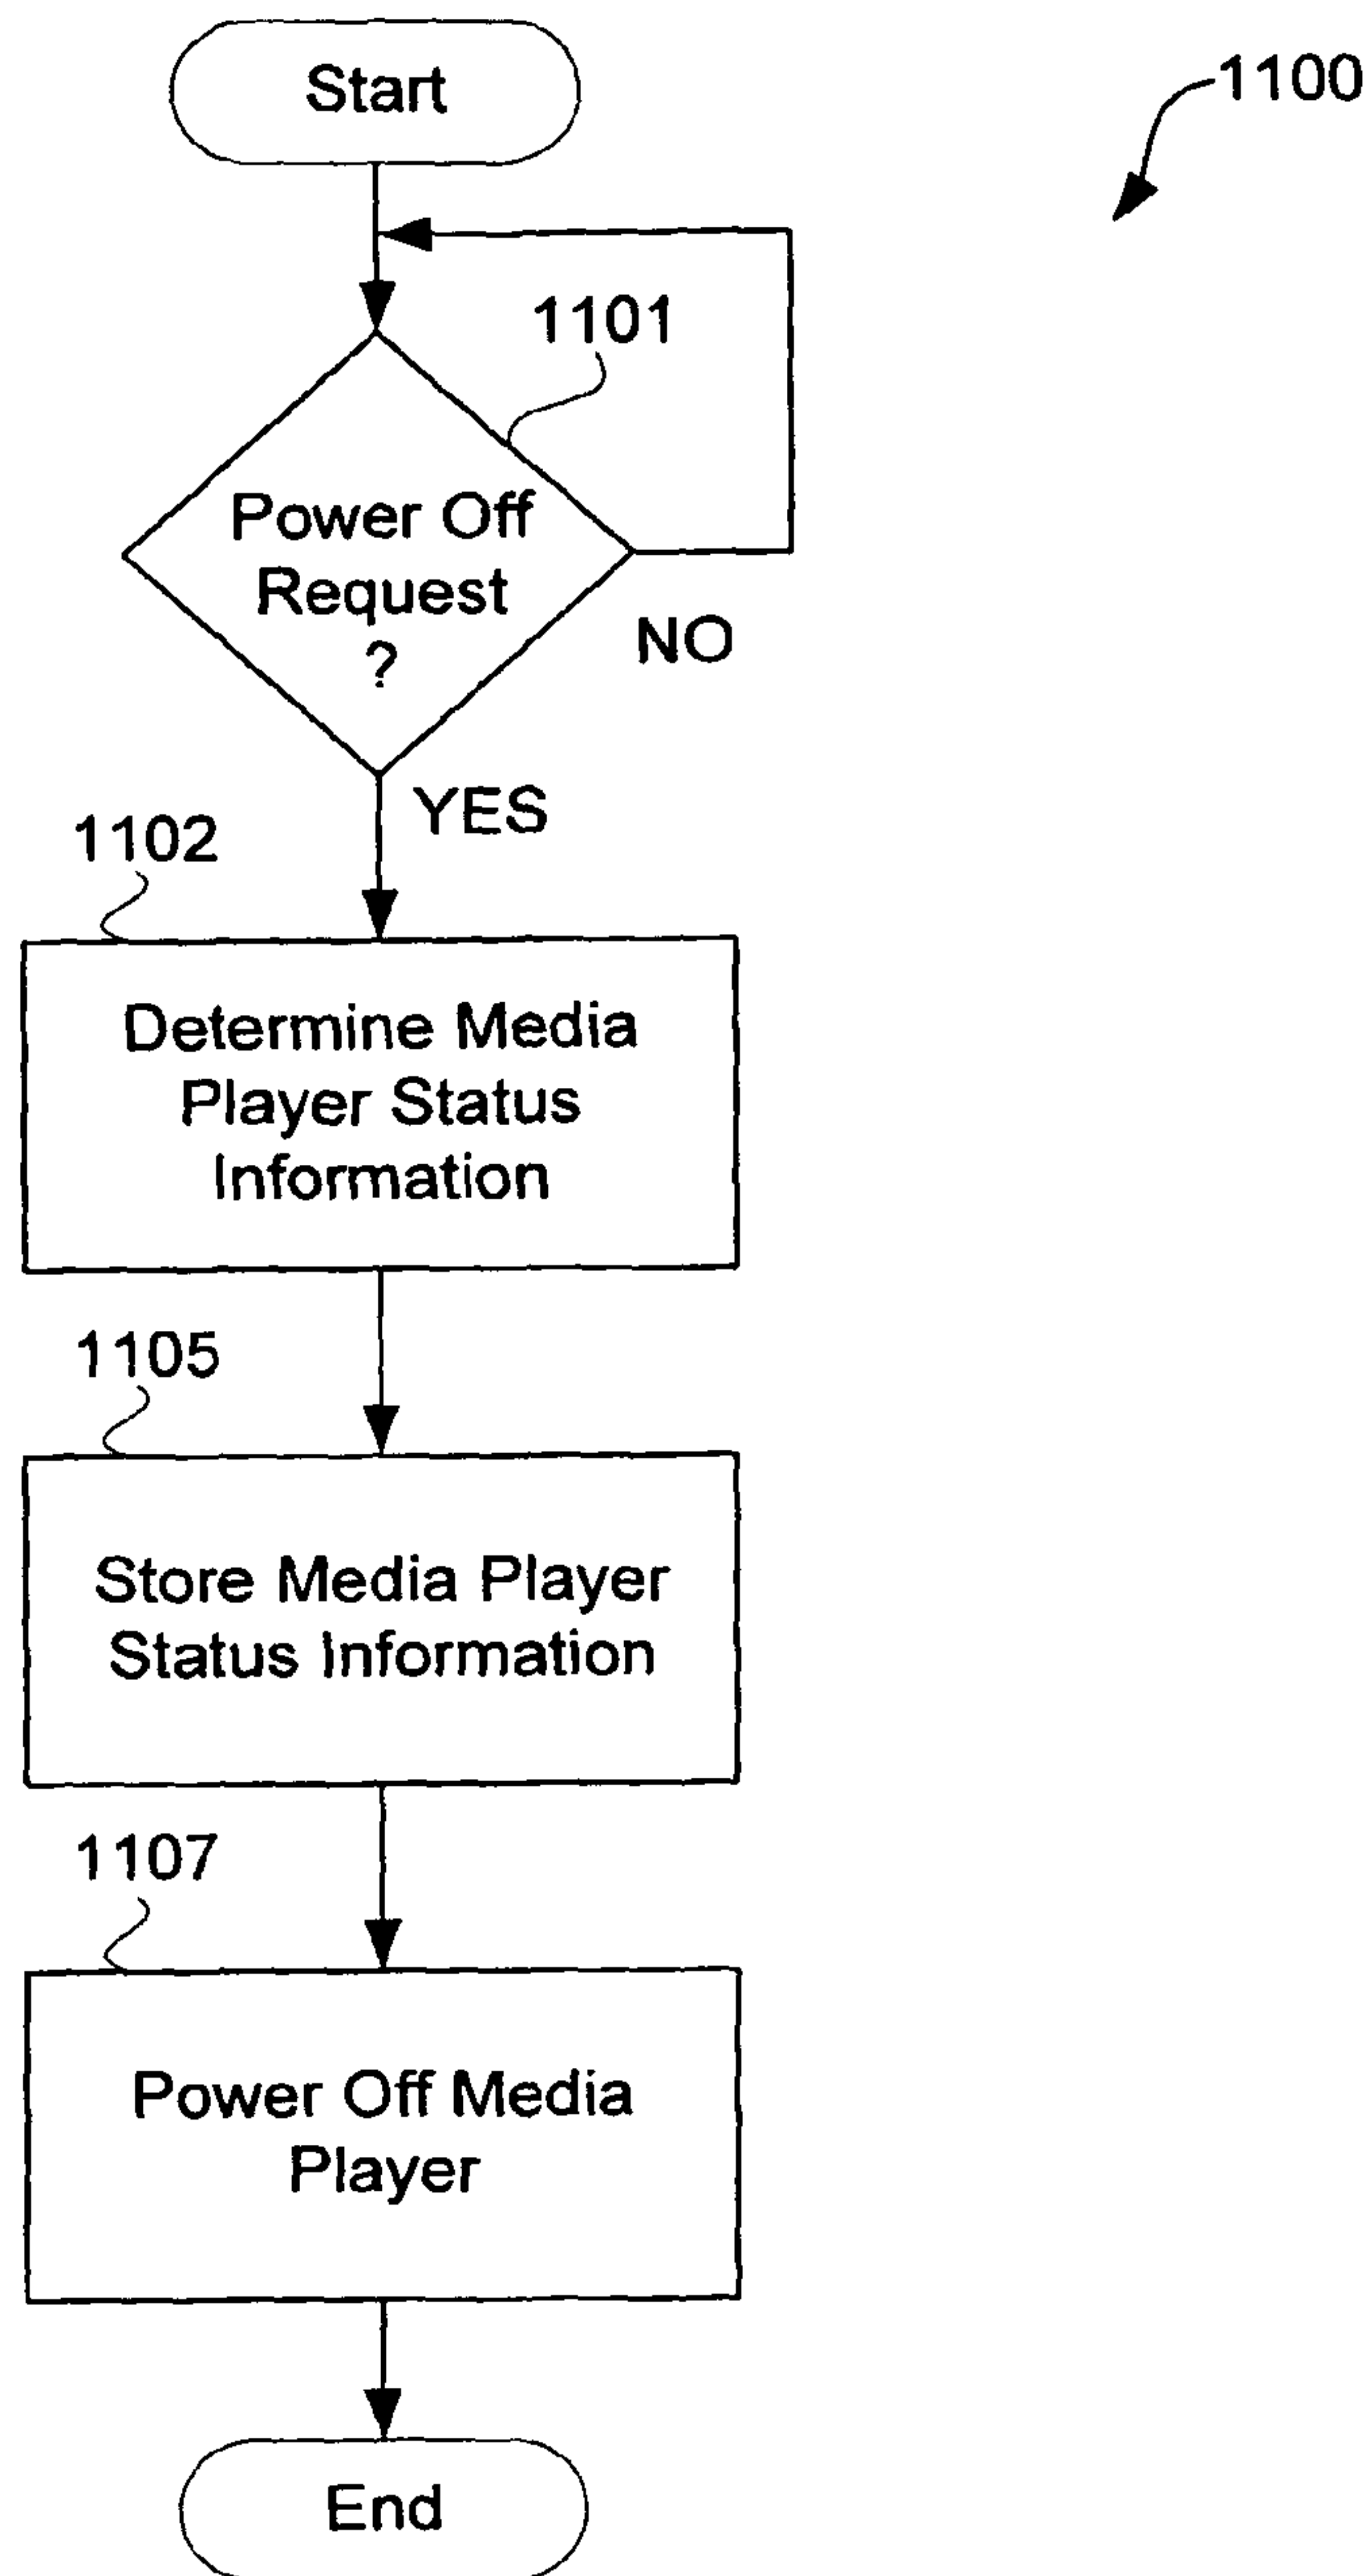 Start
1100
1101
Power Off
Request
?
NO
YES
1102
Determine Media
Player Status
Information
1105
Store Media Player
Status Information
1107
Power Off Media
Player
End